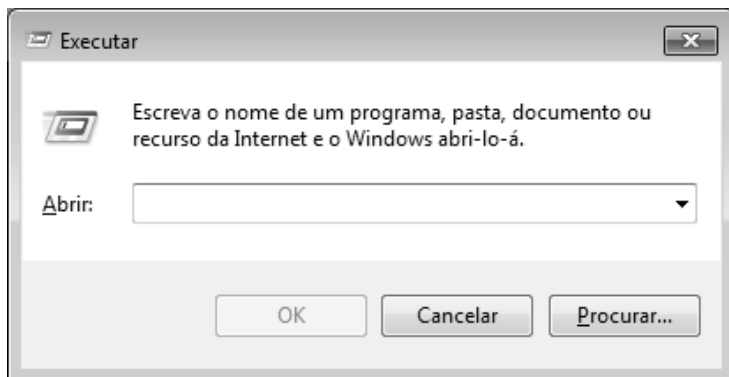 Executar
Escreva o nome de um programa, pasta, documento ou
recurso da Internet e o Windows abri-lo-á.
Abrir:
OK Cancelar Procurar...